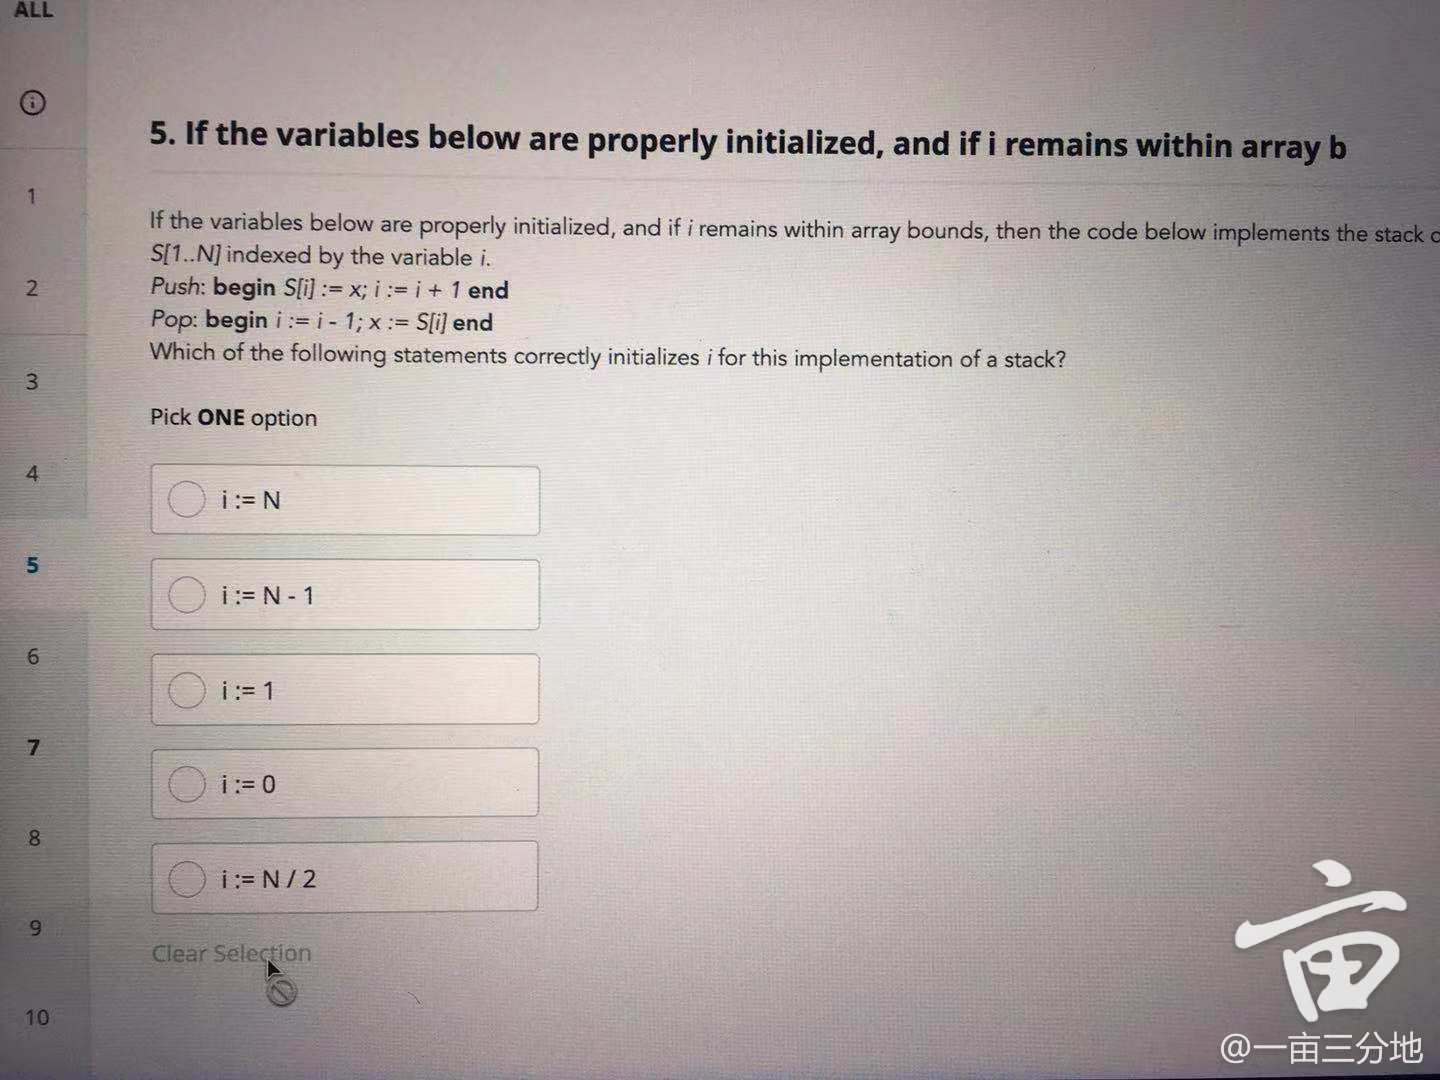 ALL
5. If the variables below are properly initialized, and if i remains within array b
If the variables below are properly initialized, and if i remains within array bounds, then the code below implements the stack
S[1..N] indexed by the variable i.
Push: begin S[i] := x; i := i + 1 end
Pop: begin i := i - 1; x := S[i] end
Which of the following statements correctly initializes i for this implementation of a stack?
Pick ONE option
i := N
i := N - 1
i := 1
i := 0
i := N / 2
Clear Selection
1
2
3
4
5
6
7
8
9
10
亩
@一亩三分地